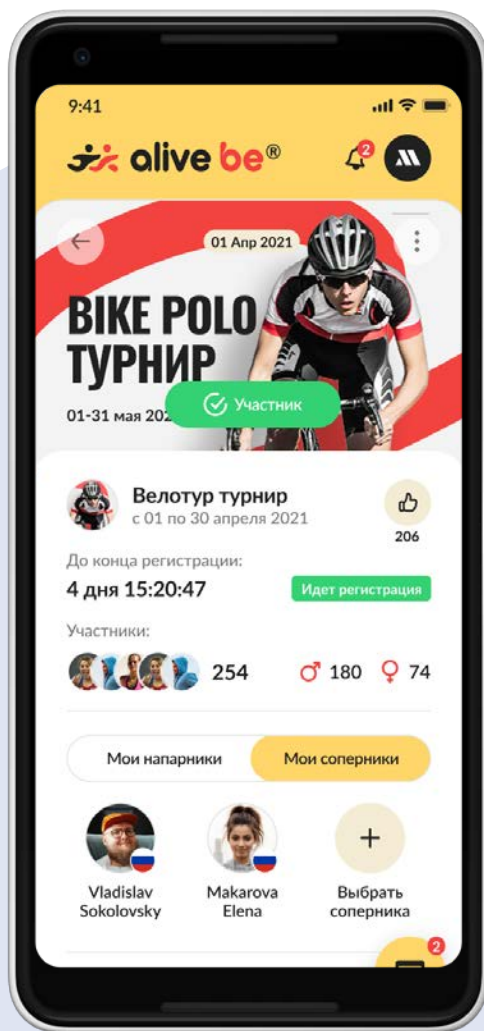 9:41
alive be®
2
01 Апр 2021
BIKE POLO
ТУРНИР
01-31 мая 202
Участник
Велотур турнир
с 01 по 30 апреля 2021
206
До конца регистрации:
4 дня 15:20:47
Идет регистрация
Участники:
254
180
74
Мои напарники
Мои соперники
Vladislav
Sokolovsky
Makarova
Elena
Выбрать
соперника
2